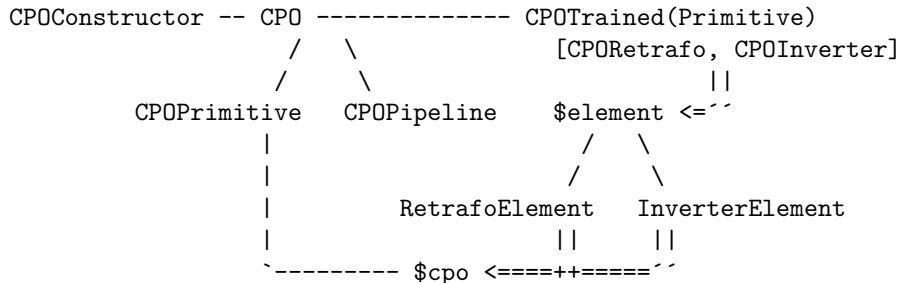 CPOConstructor -- CPO --------------- CPOTrained(Primitive)
/ \ [CPORetrafo, CPOInverter]
/ \ ||
CPOPrimitive CPOPipeline $element <=´´
| / \
| / \
| RetrafoElement InverterElement
| || ||
`--------- $cpo <====++=====´´